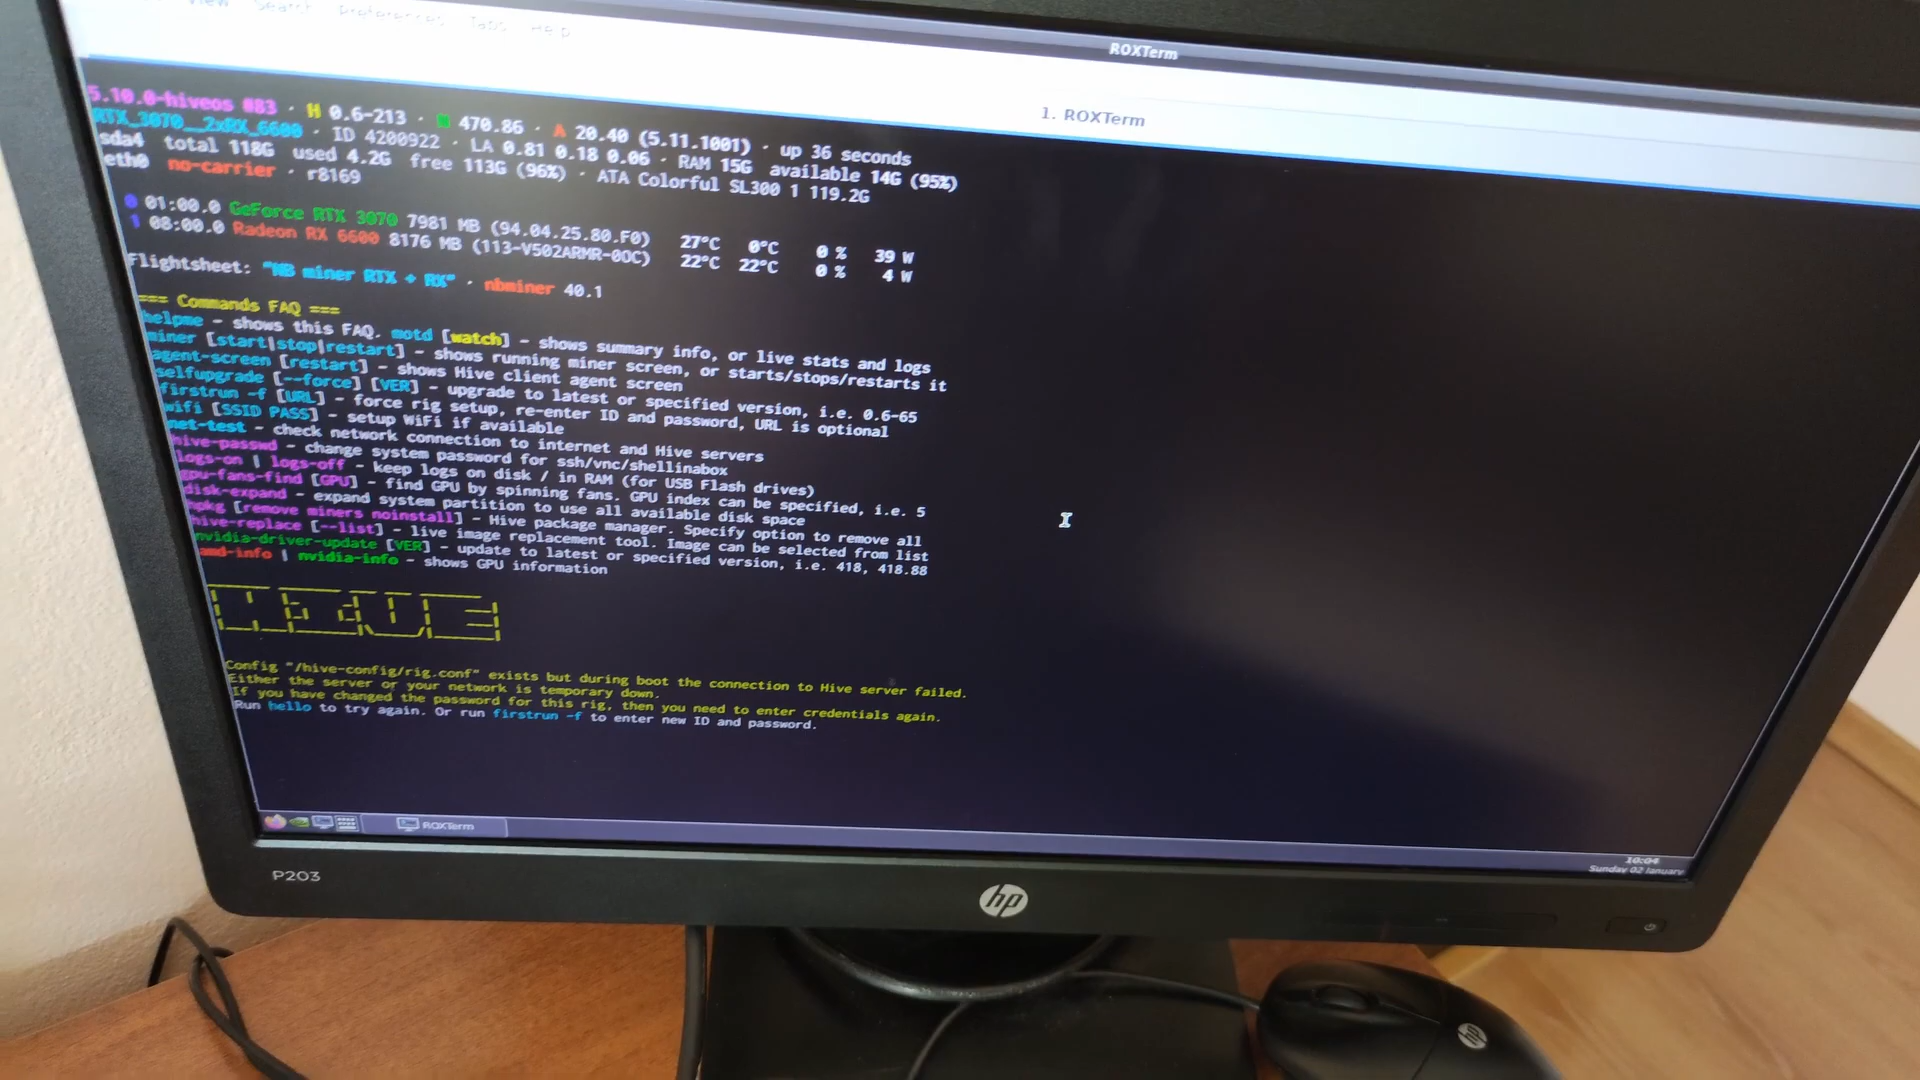 View Search Preferences Tabs Help
ROXTerm
1. ROXTerm
5.10.0-hiveos #83 · H 0.6-213 · N 470.86 · A 20.40 (5.11.1001) · up 36 seconds
RTX_3070__2xRX_6600 · ID 4200922 · LA 0.81 0.18 0.06 · RAM 15G available 14G (95%)
sda4 total 118G used 4.2G free 113G (96%) · ATA Colorful SL300 1 119.2G
eth0 no-carrier · r8169
0 01:00.0 GeForce RTX 3070 7981 MB (94.04.25.80.F0) 27°C 0°C 0 % 39 W
1 08:00.0 Radeon RX 6600 8176 MB (113-V502ARMR-0OC) 22°C 22°C 0 % 4 W
Flightsheet: "NB miner RTX + RX" · nbminer 40.1
=== Commands FAQ ===
helpme - shows this FAQ. motd [watch] - shows summary info, or live stats and logs
miner [start|stop|restart] - shows running miner screen, or starts/stops/restarts it
agent-screen [restart] - shows Hive client agent screen
selfupgrade [--force] [VER] - upgrade to latest or specified version, i.e. 0.6-65
firstrun -f [URL] - force rig setup, re-enter ID and password, URL is optional
wifi [SSID PASS] - setup WiFi if available
net-test - check network connection to internet and Hive servers
hive-passwd - change system password for ssh/vnc/shellinabox
logs-on | logs-off - keep logs on disk / in RAM (for USB Flash drives)
gpu-fans-find [GPU] - find GPU by spinning fans. GPU index can be specified, i.e. 5
disk-expand - expand system partition to use all available disk space
hpkg [remove miners noinstall] - Hive package manager. Specify option to remove all
hive-replace [--list] - live image replacement tool. Image can be selected from list
nvidia-driver-update [VER] - update to latest or specified version, i.e. 418, 418.88
amd-info | nvidia-info - shows GPU information
HIVE
Config "/hive-config/rig.conf" exists but during boot the connection to Hive server failed.
Either the server or your network is temporary down.
If you have changed the password for this rig, then you need to enter credentials again.
Run hello to try again. Or run firstrun -f to enter new ID and password.
ROXTerm
10:04
Sunday 02 January
P203
hp
hp